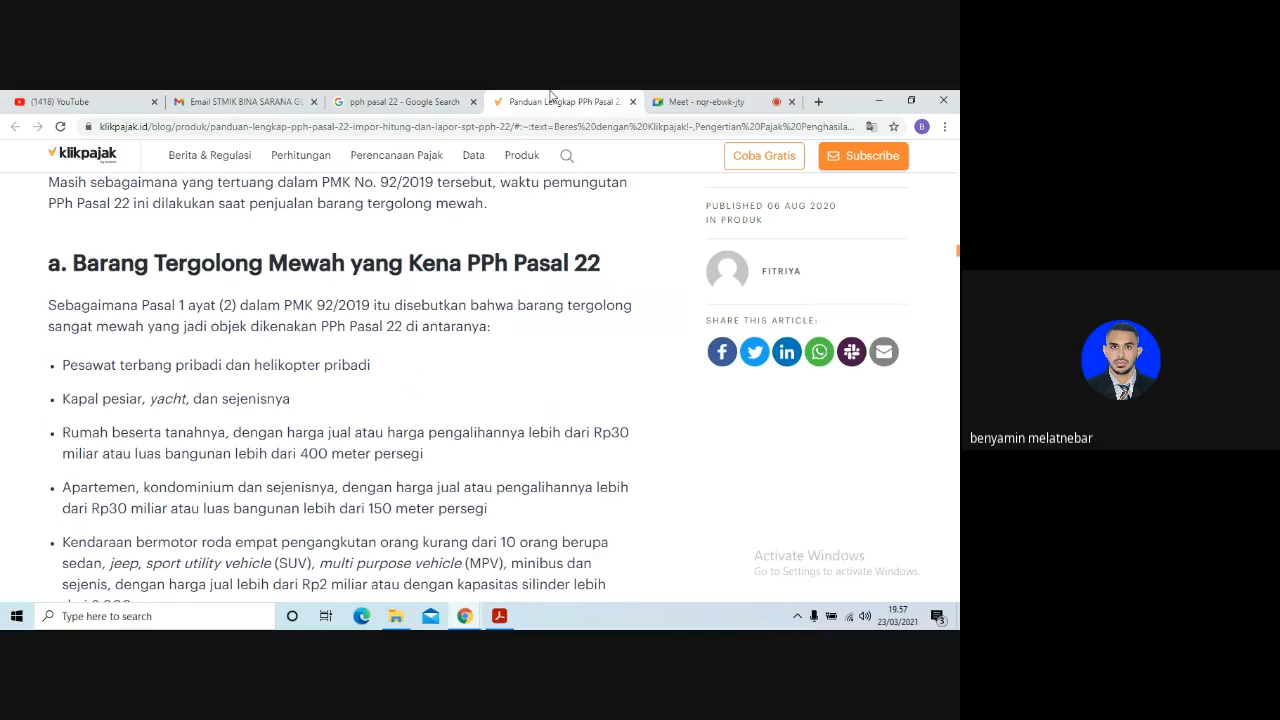 (1418) YouTube
Email STMIK BINA SARANA GL
pph pasal 22 - Google Search
Panduan Lengkap PPh Pasal 22
Meet - nqr-ebwk-jty
klikpajak.id/blog/produk/panduan-lengkap-pph-pasal-22-impor-hitung-dan-lapor-spt-pph-22/#:~:text=Beres%20dengan%20Klikpajak!-,Pengertian%20Pajak%20Penghasila...
B
klikpajak
Berita & Regulasi
Perhitungan
Perencanaan Pajak
Data
Produk
Coba Gratis
Subscribe
Masih sebagaimana yang tertuang dalam PMK No. 92/2019 tersebut, waktu pemungutan
PPh Pasal 22 ini dilakukan saat penjualan barang tergolong mewah.
a. Barang Tergolong Mewah yang Kena PPh Pasal 22
Sebagaimana Pasal 1 ayat (2) dalam PMK 92/2019 itu disebutkan bahwa barang tergolong
sangat mewah yang jadi objek dikenakan PPh Pasal 22 di antaranya:
• Pesawat terbang pribadi dan helikopter pribadi
• Kapal pesiar, yacht, dan sejenisnya
• Rumah beserta tanahnya, dengan harga jual atau harga pengalihannya lebih dari Rp30
miliar atau luas bangunan lebih dari 400 meter persegi
• Apartemen, kondominium dan sejenisnya, dengan harga jual atau pengalihannya lebih
dari Rp30 miliar atau luas bangunan lebih dari 150 meter persegi
• Kendaraan bermotor roda empat pengangkutan orang kurang dari 10 orang berupa
sedan, jeep, sport utility vehicle (SUV), multi purpose vehicle (MPV), minibus dan
sejenis, dengan harga jual lebih dari Rp2 miliar atau dengan kapasitas silinder lebih
PUBLISHED 06 AUG 2020
IN PRODUK
FITRIYA
SHARE THIS ARTICLE:
Activate Windows
Go to Settings to activate Windows.
Type here to search
19.57
23/03/2021
3
benyamin melatnebar